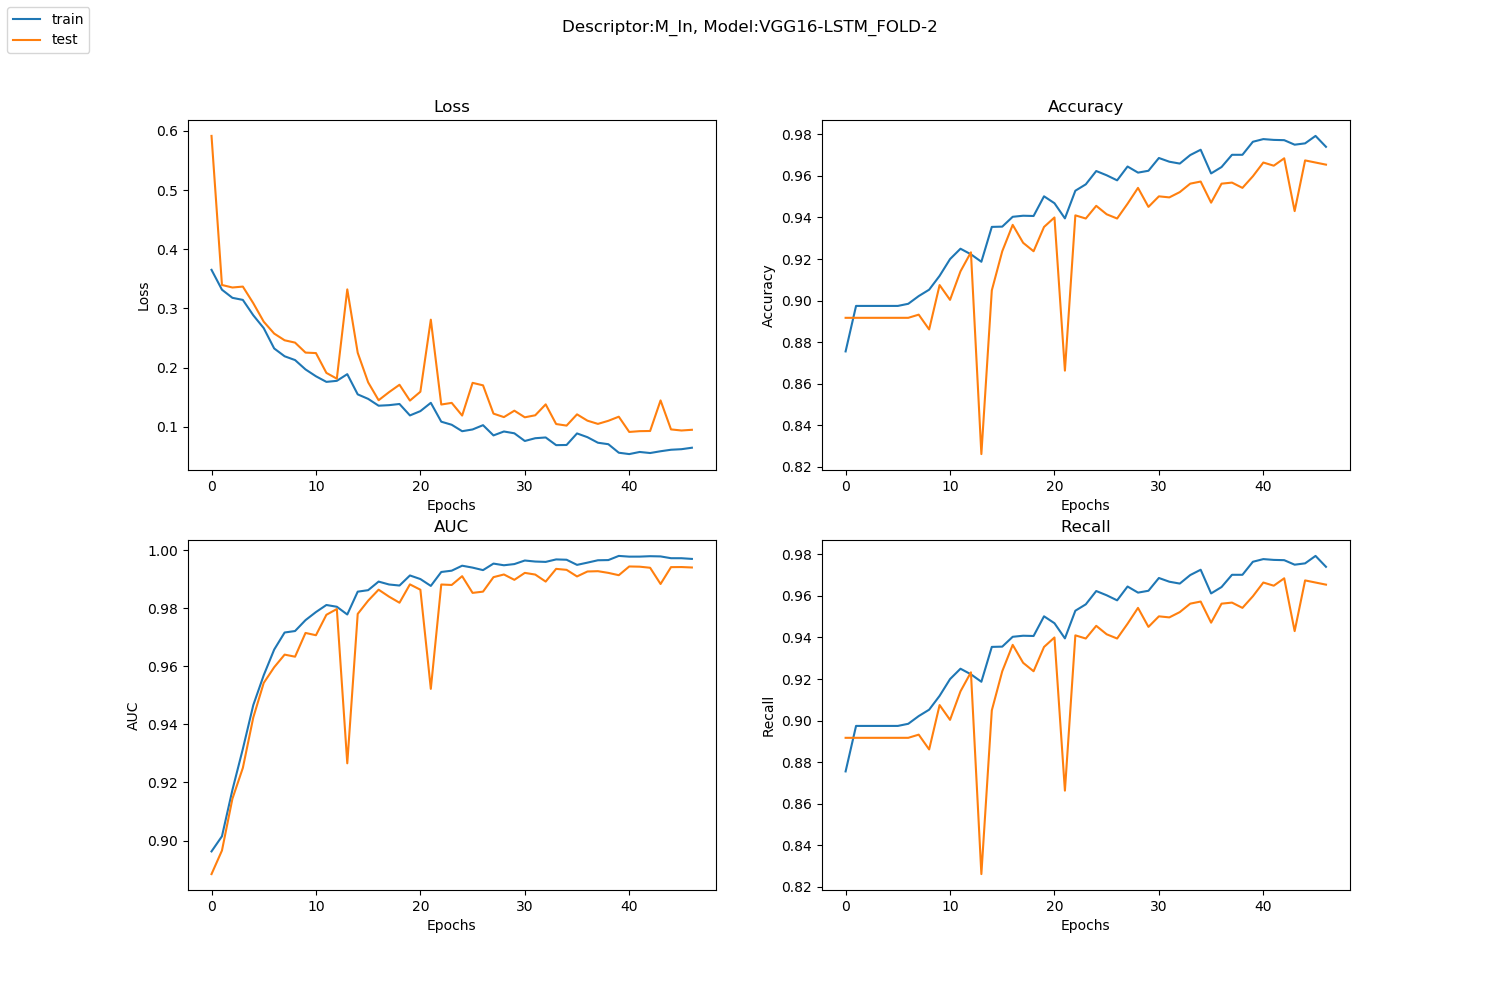 train
test
Descriptor:M_In, Model:VGG16-LSTM_FOLD-2
Loss
0.6
0.5
0.4
0.3
0.2
0.1
Loss
0 10 20 30 40
Epochs
Accuracy
0.98
0.96
0.94
0.92
0.90
0.88
0.86
0.84
0.82
Accuracy
0 10 20 30 40
Epochs
AUC
1.00
0.98
0.96
0.94
0.92
0.90
AUC
0 10 20 30 40
Epochs
Recall
0.98
0.96
0.94
0.92
0.90
0.88
0.86
0.84
0.82
Recall
0 10 20 30 40
Epochs